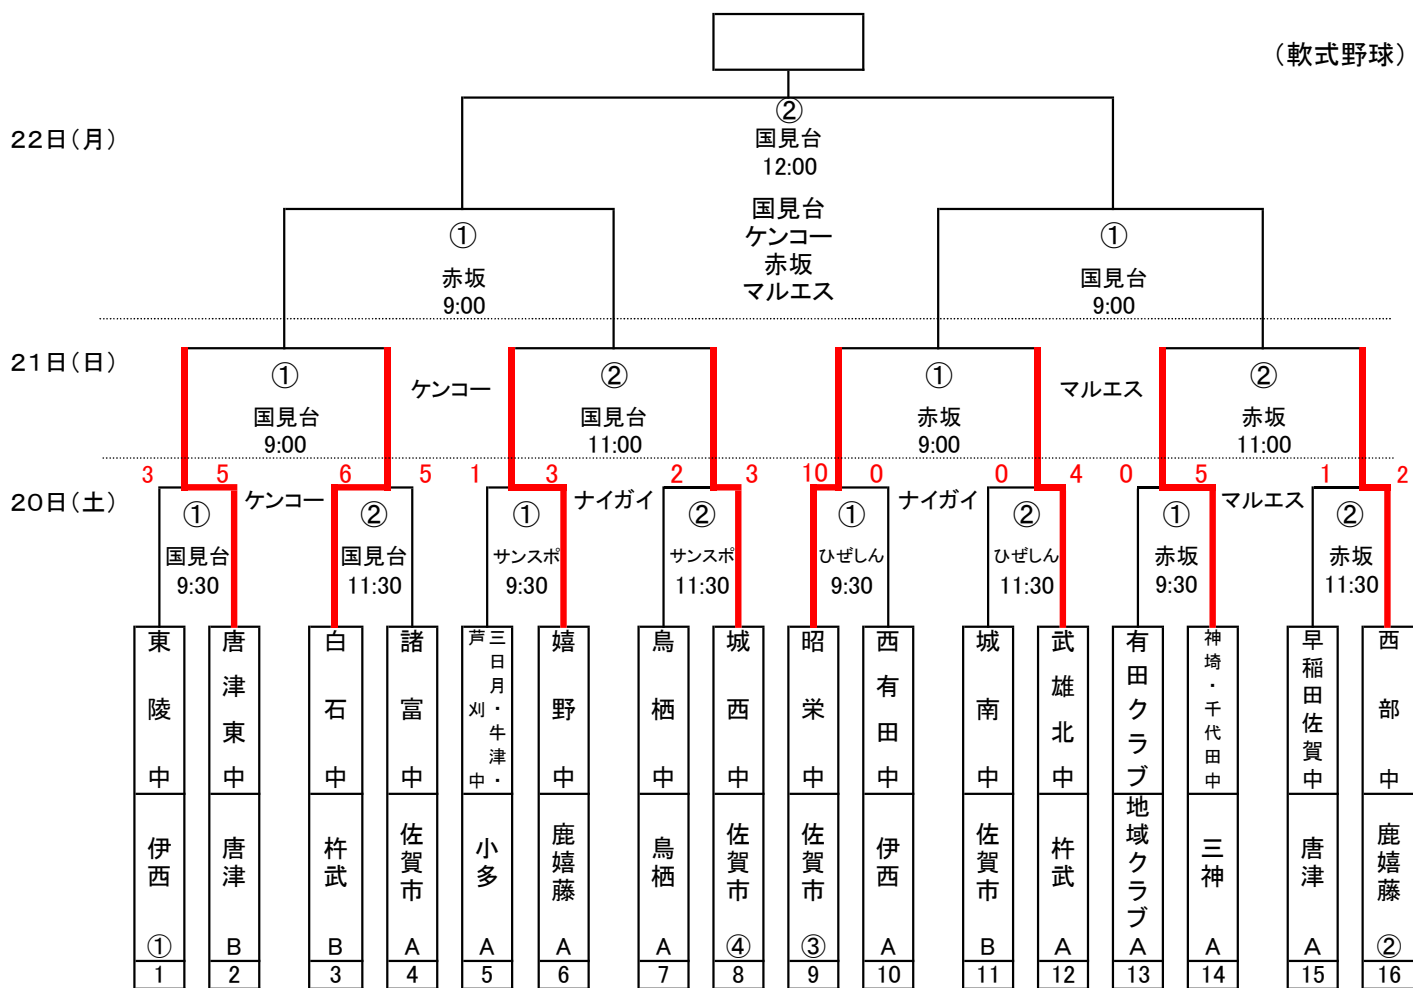 (軟式野球)
22日(月)
②
国見台
12:00
国見台
ケンコー
赤坂
マルエス
①
赤坂
9:00
①
国見台
9:00
21日(日)
①
国見台
9:00
ケンコー
②
国見台
11:00
①
赤坂
9:00
マルエス
②
赤坂
11:00
20日(土)
3 5 6 5 1 3 2 3 10 0 0 4 0 5 1 2
ケンコー
ナイガイ
ナイガイ
マルエス
①
国見台
9:30
②
国見台
11:30
①
サンスポ
9:30
②
サンスポ
11:30
①
ひぜしん
9:30
②
ひぜしん
11:30
①
赤坂
9:30
②
赤坂
11:30
東陵中
唐津東中
白石中
諸富中
三日月・牛津・
芦刈中
嬉野中
鳥栖中
城西中
昭栄中
西有田中
城南中
武雄北中
有田クラブ
神埼・千代田中
早稲田佐賀中
西部中
伊西①
唐津B
杵武B
佐賀市A
小多A
鹿嬉藤A
鳥栖A
佐賀市④
佐賀市③
伊西A
佐賀市B
杵武A
地域クラブA
三神A
唐津A
鹿嬉藤②
1 2 3 4 5 6 7 8 9 10 11 12 13 14 15 16